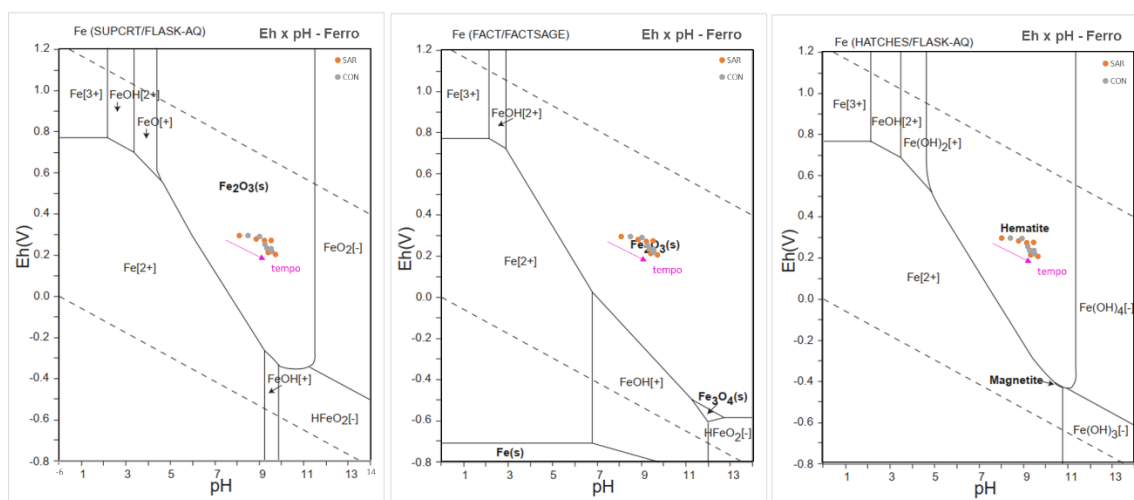 Fe (SUPCRT/FLASK-AQ) Eh x pH - Ferro
1.2
SAR
CON
Fe[3+]
FeOH[2+]
FeO[+]
0.8
Fe2O3(s)
0.4
Eh(V)
FeO2[-]
tempo
Fe[2+]
0.0
-0.2
FeOH[+]
-0.4
-0.6
HFeO2[-]
-0.8
-6 1 3 5 7 9 11 14
pH
Fe (FACT/FACTSAGE) Eh x pH - Ferro
1.2
SAR
CON
1.0
Fe[3+]
FeOH[2+]
0.8
0.6
0.4
Fe2O3(s)
Eh(V)
0.2
Fe[2+]
tempo
0.0
-0.2
FeOH[+]
-0.4
Fe3O4(s)
-0.6
HFeO2[-]
Fe(s)
-0.8
1 3 5 7 9 11 13
pH
Fe (HATCHES/FLASK-AQ) Eh x pH - Ferro
1.2
SAR
CON
1.0
Fe[3+]
FeOH[2+]
Fe(OH)2[+]
0.8
0.6
0.4
Hematite
Eh(V)
0.2
tempo
Fe[2+]
0.0
Fe(OH)4[-]
-0.2
-0.4
Magnetite
-0.6
Fe(OH)3[-]
-0.8
1 3 5 7 9 11 13
pH